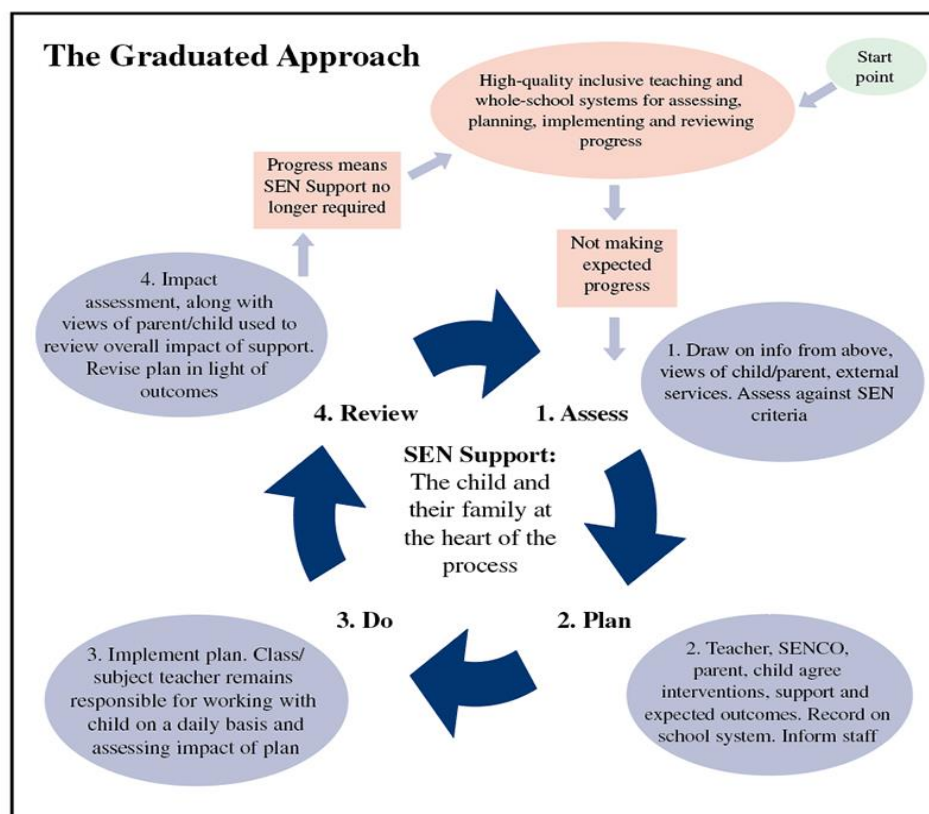 The Graduated Approach
Start
point
High-quality inclusive teaching and
whole-school systems for assessing,
planning, implementing and reviewing
progress
Progress means
SEN Support no
longer required
Not making
expected
progress
4. Impact
assessment, along with
views of parent/child used to
review overall impact of support.
Revise plan in light of
outcomes
1. Draw on info from above,
views of child/parent, external
services. Assess against SEN
criteria
4. Review
1. Assess
SEN Support:
The child and
their family at
the heart of the
process
3. Do
2. Plan
3. Implement plan. Class/
subject teacher remains
responsible for working with
child on a daily basis and
assessing impact of plan
2. Teacher, SENCO,
parent, child agree
interventions, support and
expected outcomes. Record on
school system. Inform staff